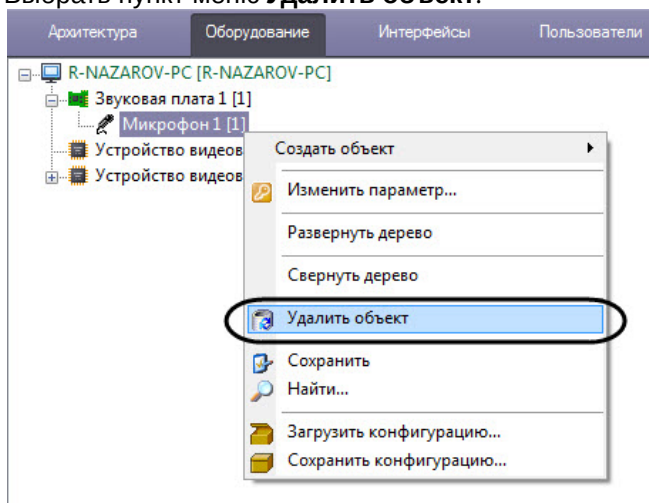 Выбрать пункт меню Удалить объект.
Архитектура Оборудование Интерфейсы Пользователи
R-NAZAROV-PC [R-NAZAROV-PC]
Звуковая плата 1 [1]
Микрофон 1 [1]
Устройство видеов
Устройство видеов
Создать объект
Изменить параметр...
Развернуть дерево
Свернуть дерево
Удалить объект
Сохранить
Найти...
Загрузить конфигурацию...
Сохранить конфигурацию...